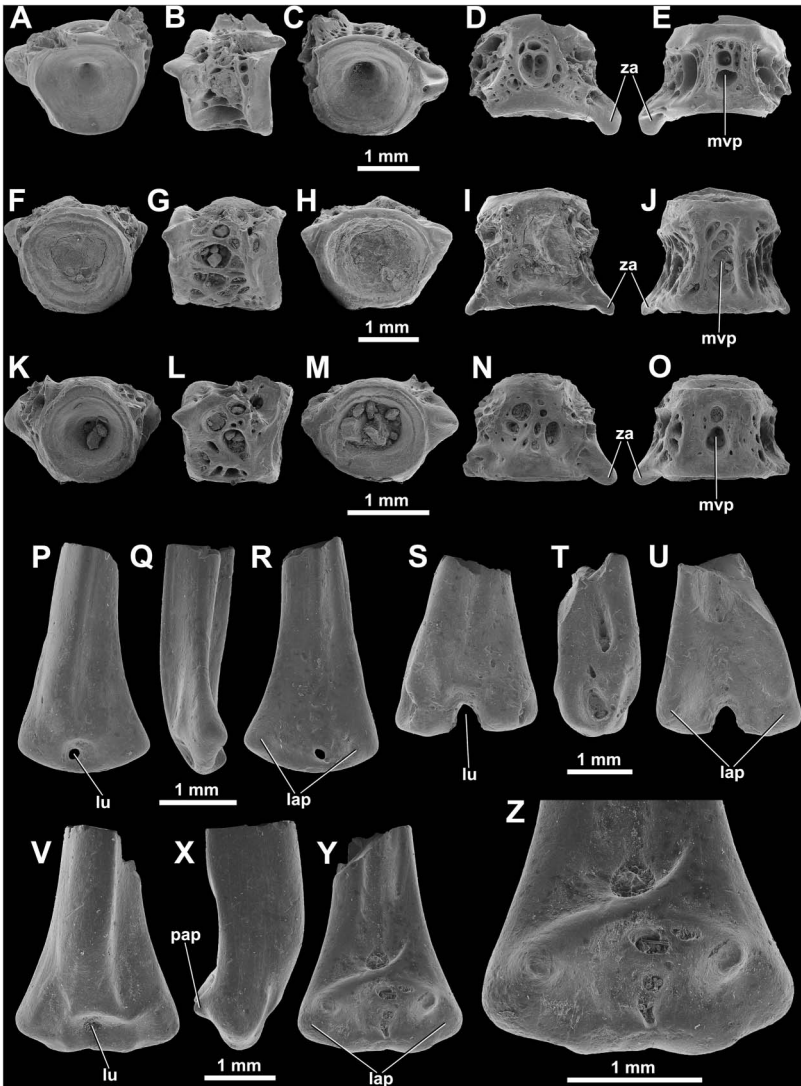 A B C D E
za
mvp
1 mm
F G H I J
za
mvp
1 mm
K L M N O
za
mvp
1 mm
P Q R S T U
lu
1 mm
lap
lu
1 mm
lap
V X Y Z
pap
lu
1 mm
lap
1 mm